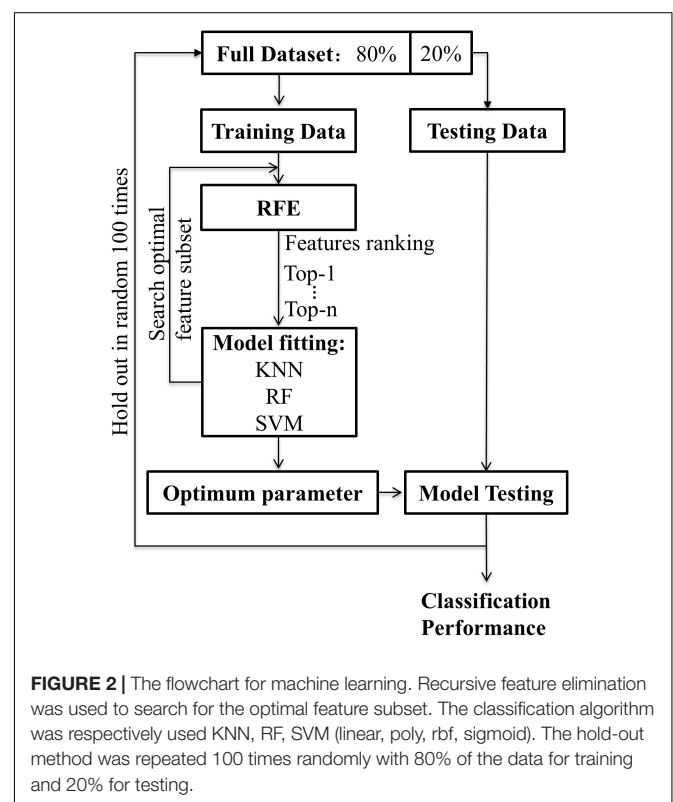 Full Dataset: 80% 20%
Training Data
Testing Data
Hold out in random 100 times
Search optimal
feature subset
RFE
Features ranking
Top-1
⋮
Top-n
Model fitting:
KNN
RF
SVM
Optimum parameter
Model Testing
Classification
Performance
FIGURE 2 | The flowchart for machine learning. Recursive feature elimination
was used to search for the optimal feature subset. The classification algorithm
was respectively used KNN, RF, SVM (linear, poly, rbf, sigmoid). The hold-out
method was repeated 100 times randomly with 80% of the data for training
and 20% for testing.